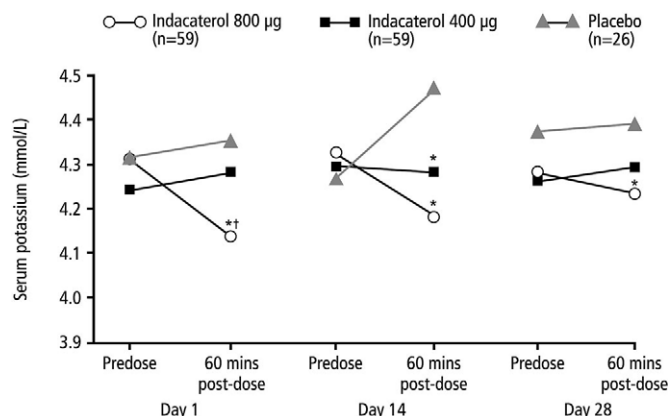 Indacaterol 800 µg
(n=59)
Indacaterol 400 µg
(n=59)
Placebo
(n=26)
Serum potassium (mmol/L)
4.5
4.4
4.3
4.2
4.1
4.0
3.9
*†
*
*
*
Predose
60 mins
post-dose
Predose
60 mins
post-dose
Predose
60 mins
post-dose
Day 1
Day 14
Day 28